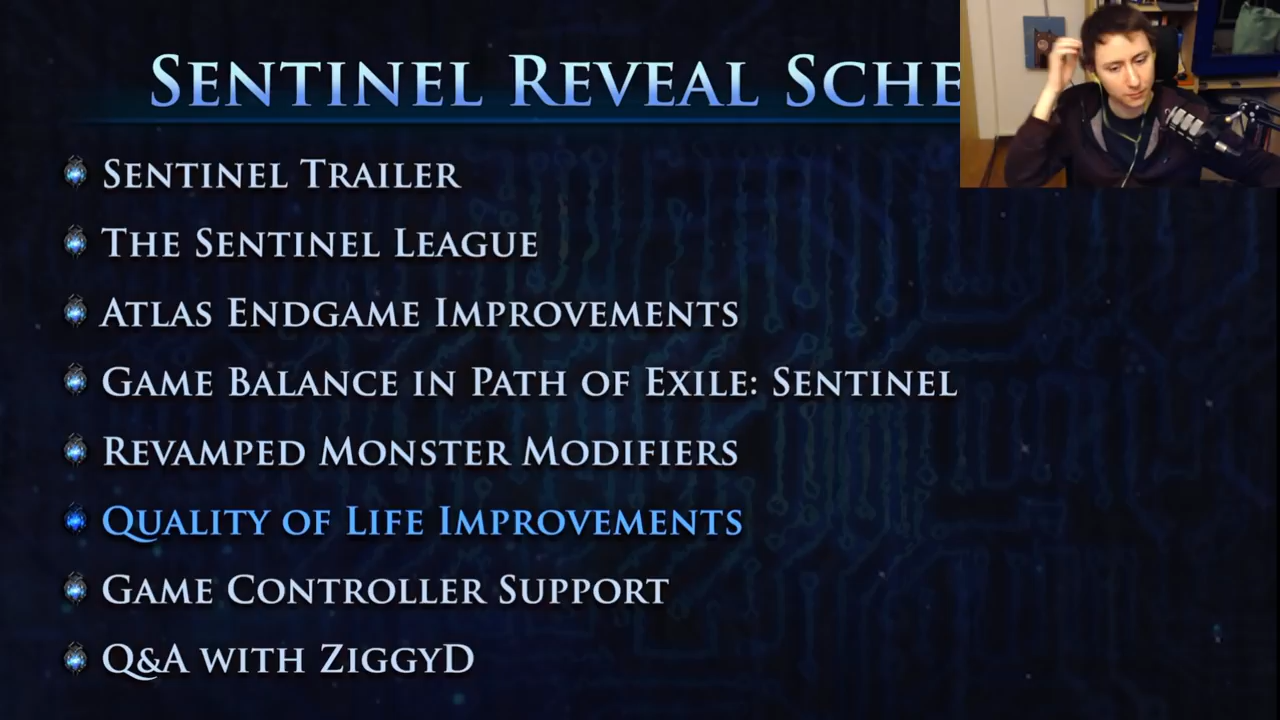 SENTINEL REVEAL SCHE
SENTINEL TRAILER
THE SENTINEL LEAGUE
ATLAS ENDGAME IMPROVEMENTS
GAME BALANCE IN PATH OF EXILE: SENTINEL
REVAMPED MONSTER MODIFIERS
QUALITY OF LIFE IMPROVEMENTS
GAME CONTROLLER SUPPORT
Q&A WITH ZIGGYD